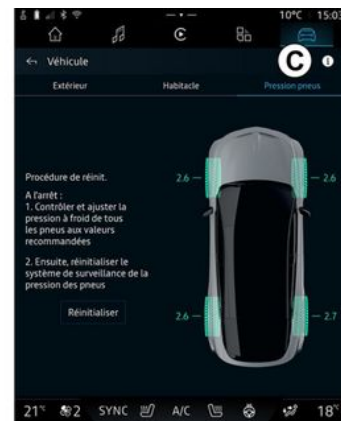 10°C 15:03
Véhicule
C
Extérieur Habitacle Pression pneus
Procédure de réinit.
A l'arrêt :
1. Contrôler et ajuster la
pression à froid de tous
les pneus aux valeurs
recommandées
2. Ensuite, réinitialiser le
système de surveillance de la
pression des pneus
Réinitialiser
2.6 2.6
2.6 2.7
21° 2 SYNC A/C 18°